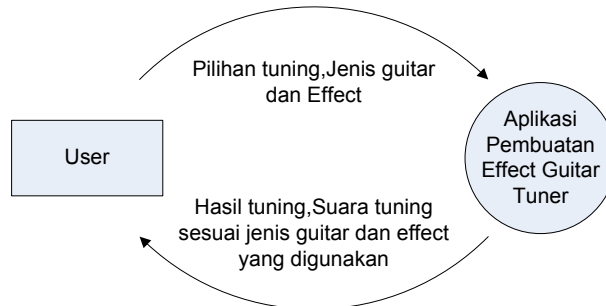 Pilihan tuning,Jenis guitar
dan Effect
User
Aplikasi
Pembuatan
Effect Guitar
Tuner
Hasil tuning,Suara tuning
sesuai jenis guitar dan effect
yang digunakan